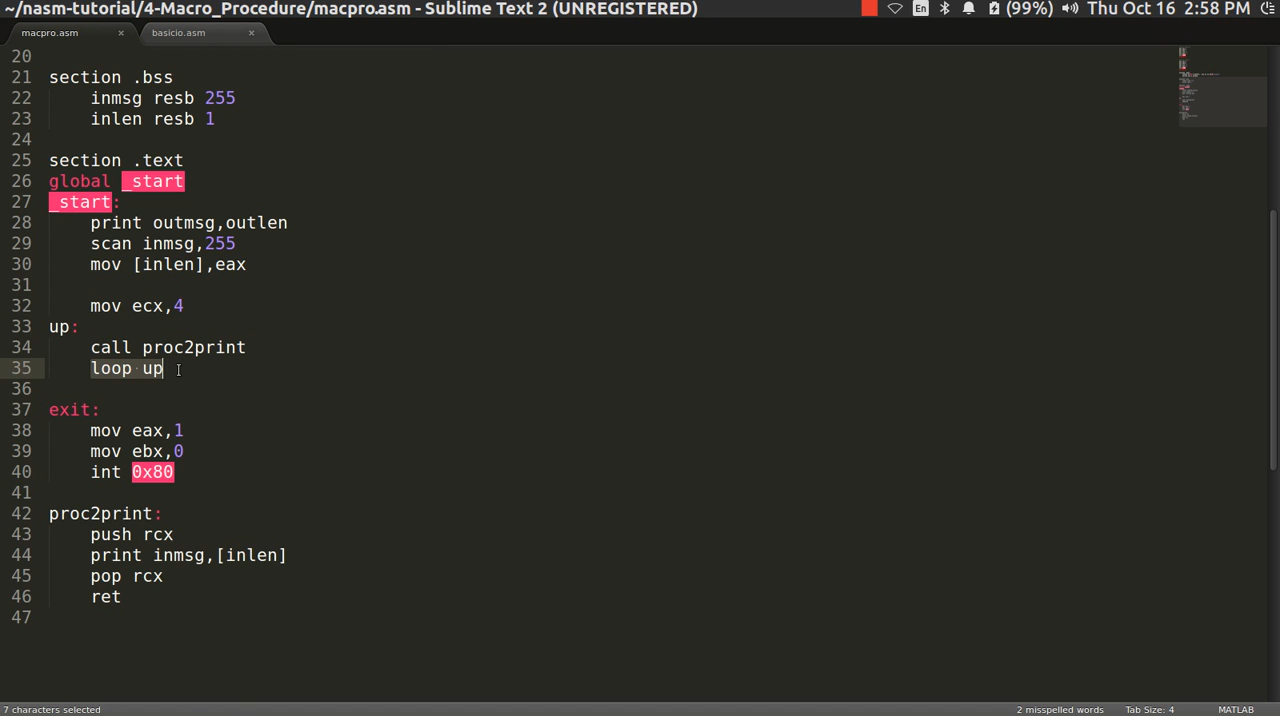 ~/nasm-tutorial/4-Macro_Procedure/macpro.asm - Sublime Text 2 (UNREGISTERED) En (99%) Thu Oct 16 2:58 PM
macpro.asm × basicio.asm ×
20
21 section .bss
22 inmsg resb 255
23 inlen resb 1
24
25 section .text
26 global _start
27 _start:
28 print outmsg,outlen
29 scan inmsg,255
30 mov [inlen],eax
31
32 mov ecx,4
33 up:
34 call proc2print
35 loop up
36
37 exit:
38 mov eax,1
39 mov ebx,0
40 int 0x80
41
42 proc2print:
43 push rcx
44 print inmsg,[inlen]
45 pop rcx
46 ret
47
7 characters selected 2 misspelled words Tab Size: 4 MATLAB